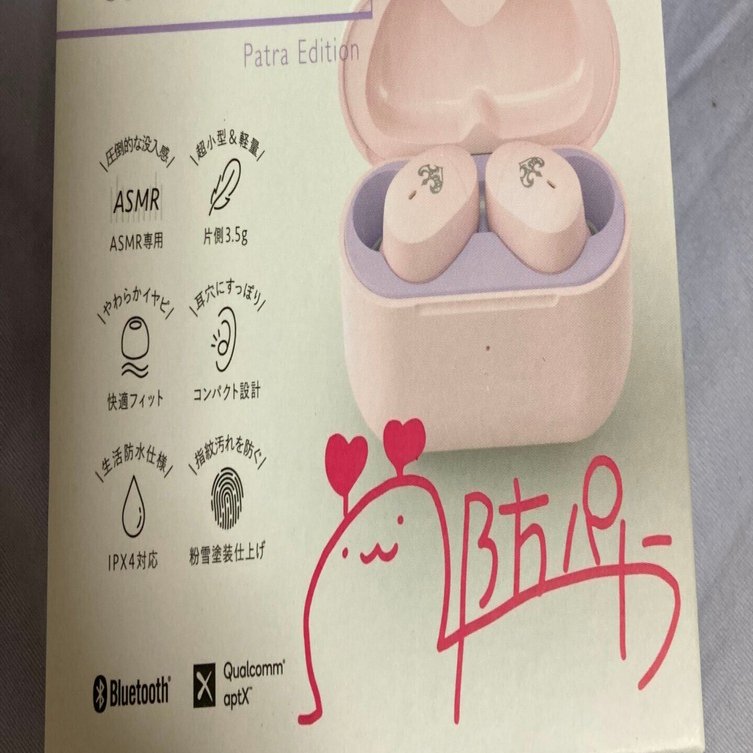 Patra Edition
圧倒的な没入感
超小型&軽量
ASMR
ASMR専用
片側3.5g
やわらかイヤピ
耳穴にすっぽり
快適フィット
コンパクト設計
生活防水仕様
指紋汚れを防ぐ
IPX4対応
粉雪塗装仕上げ
Bluetooth®
Qualcomm®
aptX™